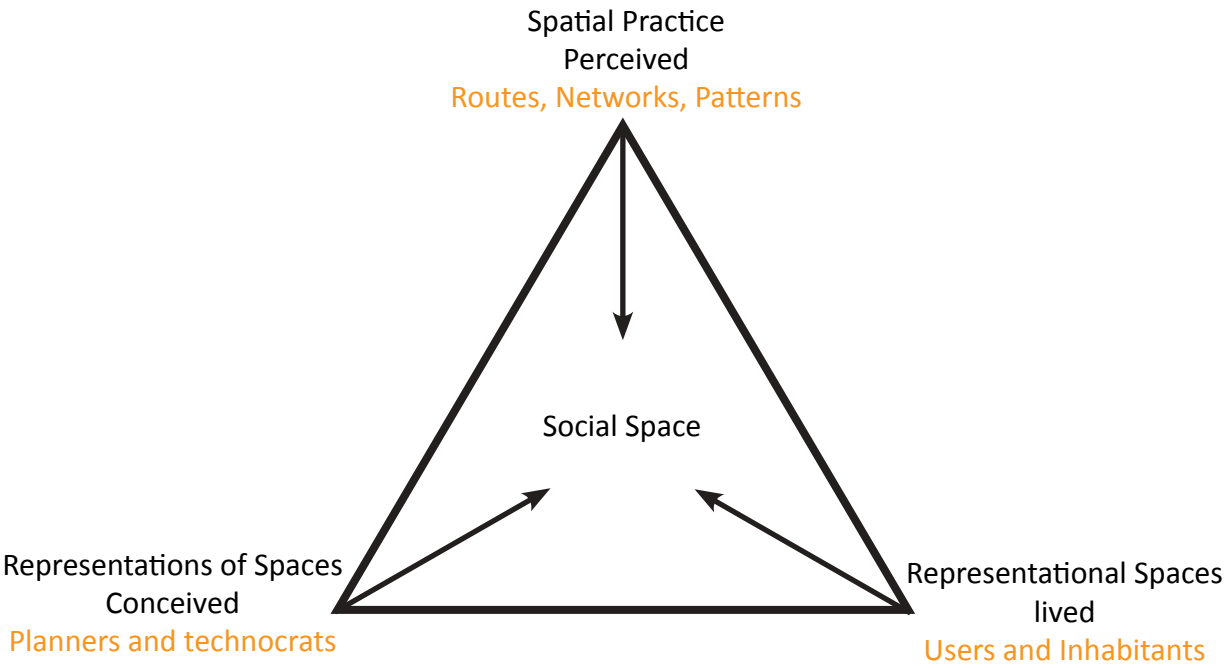 Spatial Practice
Perceived
Routes, Networks, Patterns
Social Space
Representations of Spaces
Conceived
Planners and technocrats
Representational Spaces
lived
Users and Inhabitants